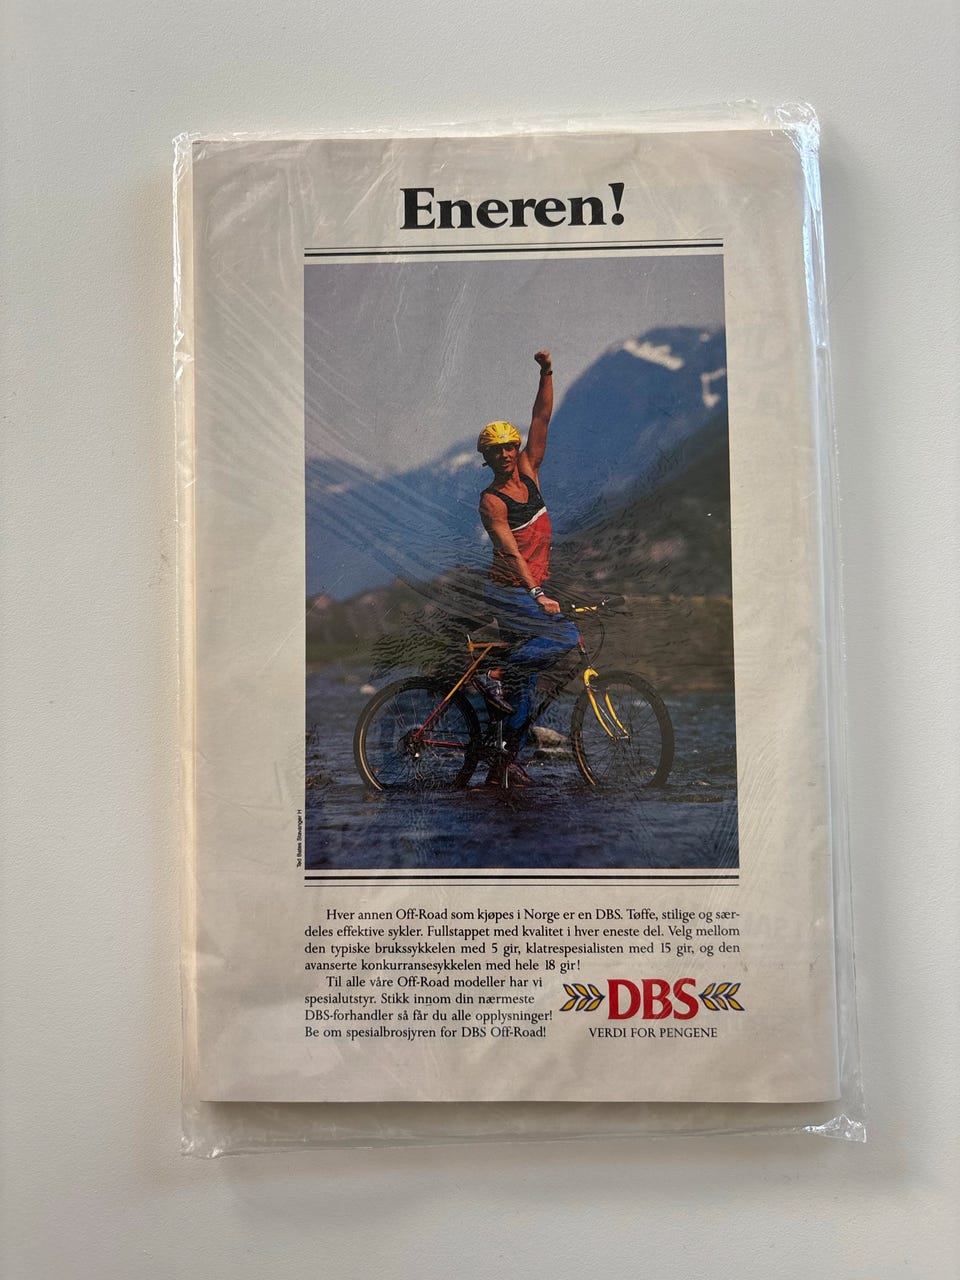 Eneren!
Ted Bates Stavanger H
Hver annen Off-Road som kjøpes i Norge er en DBS. Tøffe, stilige og sær-
deles effektive sykler. Fullstappet med kvalitet i hver eneste del. Velg mellom
den typiske brukssykkelen med 5 gir, klatrespesialisten med 15 gir, og den
avanserte konkurransesykkelen med hele 18 gir!
Til alle våre Off-Road modeller har vi
spesialutstyr. Stikk innom din nærmeste
DBS-forhandler så får du alle opplysninger!
Be om spesialbrosjyren for DBS Off-Road!
DBS
VERDI FOR PENGENE